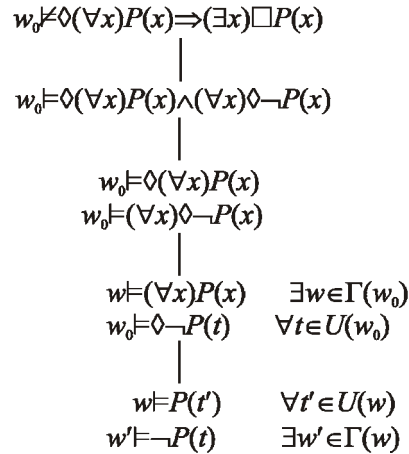 w₀⊭◊(∀x)P(x)⇒(∃x)□P(x)
w₀⊨◊(∀x)P(x)∧(∀x)◊¬P(x)
w₀⊨◊(∀x)P(x)
w₀⊨(∀x)◊¬P(x)
w⊨(∀x)P(x) ∃w∈Γ(w₀)
w₀⊨◊¬P(t) ∀t∈U(w₀)
w⊨P(t') ∀t'∈U(w)
w'⊨¬P(t) ∃w'∈Γ(w)